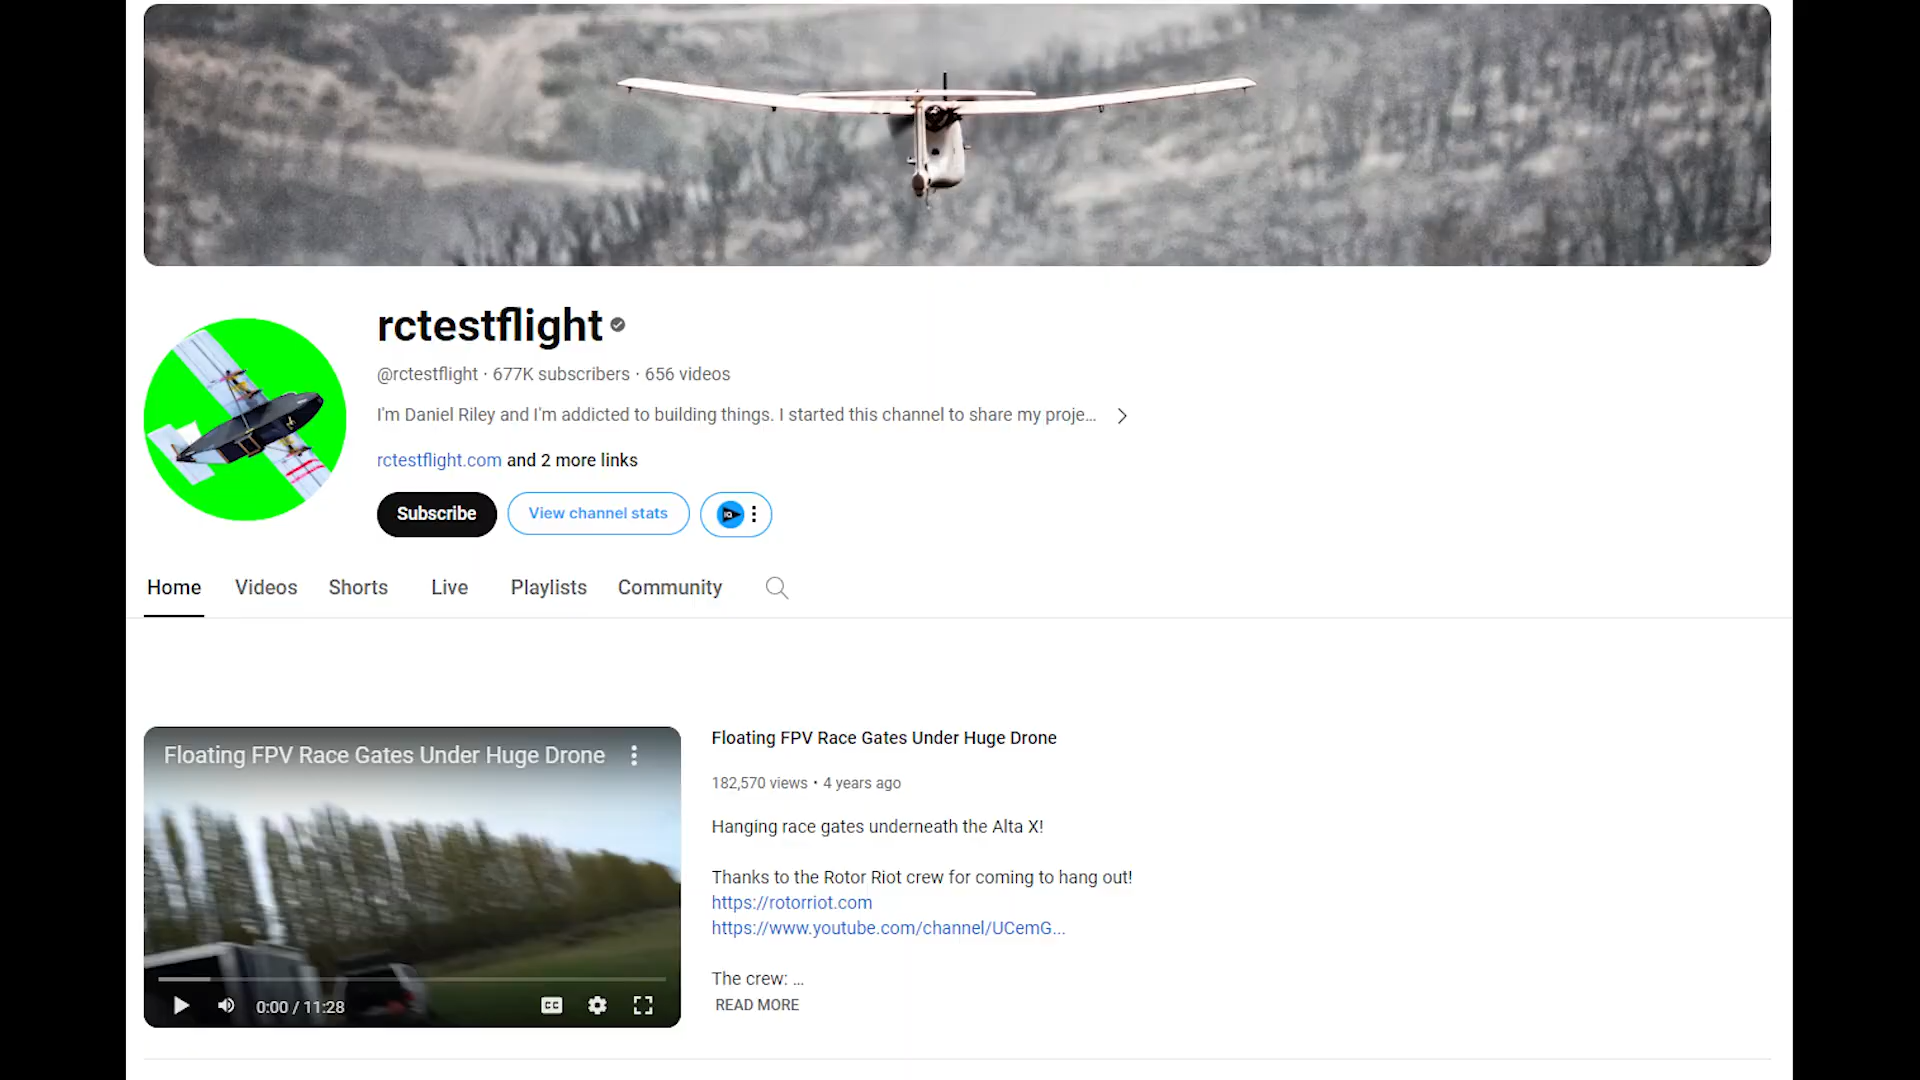 rctestflight
@rctestflight · 677K subscribers · 656 videos
I'm Daniel Riley and I'm addicted to building things. I started this channel to share my proje...
rctestflight.com and 2 more links
Subscribe
View channel stats
IQ
Home
Videos
Shorts
Live
Playlists
Community
Floating FPV Race Gates Under Huge Drone
0:00 / 11:28
CC
Floating FPV Race Gates Under Huge Drone
182,570 views • 4 years ago
Hanging race gates underneath the Alta X!
Thanks to the Rotor Riot crew for coming to hang out!
https://rotorriot.com
https://www.youtube.com/channel/UCemG...
The crew: ...
READ MORE